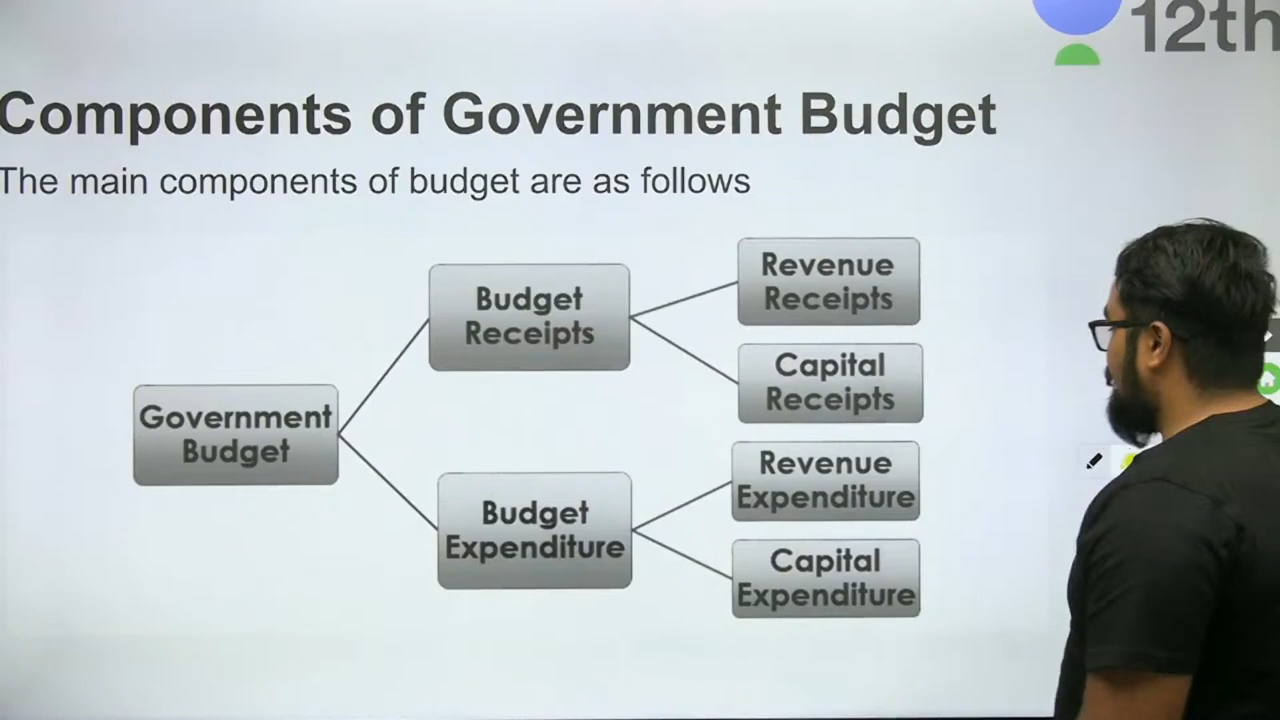 12th
Components of Government Budget
The main components of budget are as follows
Government
Budget
Budget
Receipts
Budget
Expenditure
Revenue
Receipts
Capital
Receipts
Revenue
Expenditure
Capital
Expenditure